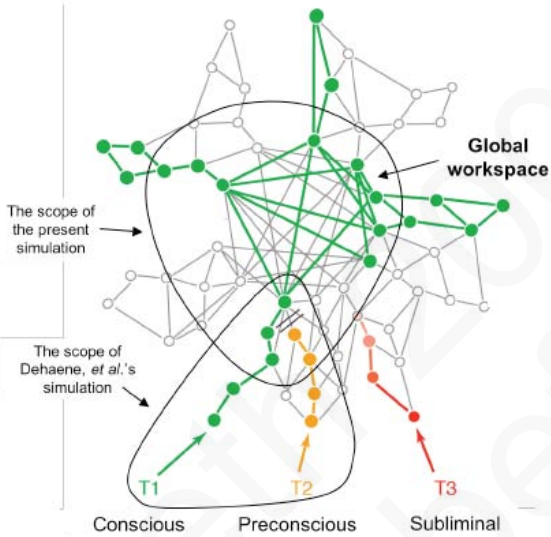 Global
workspace
The scope of
the present
simulation
The scope of
Dehaene, et al.'s
simulation
T1
T2
T3
Conscious
Preconscious
Subliminal